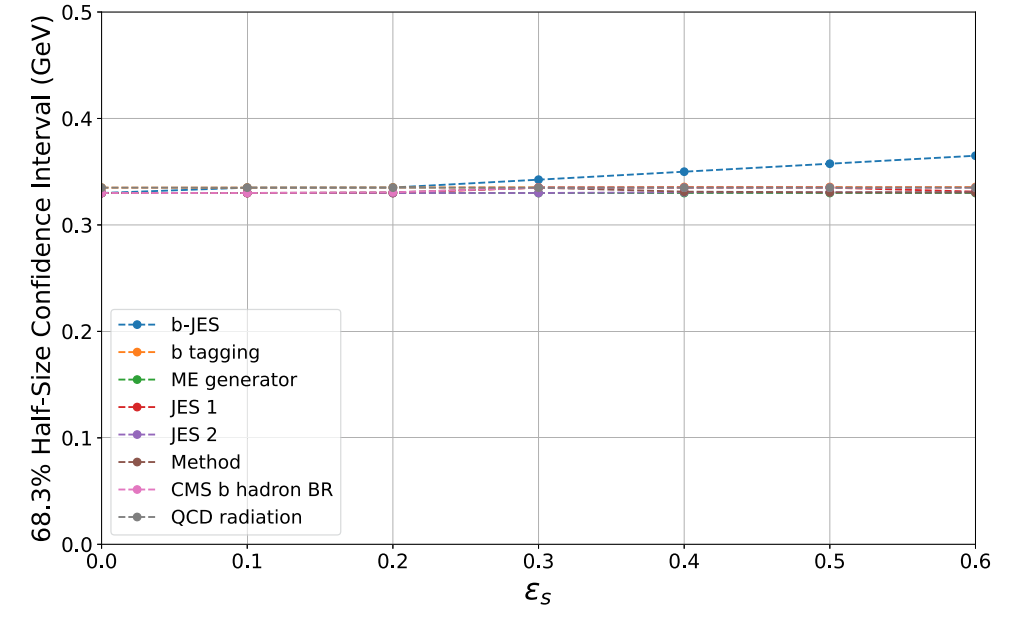 68.3% Half-Size Confidence Interval (GeV)
0.5
0.4
0.3
0.2
0.1
0.0
b-JES
b tagging
ME generator
JES 1
JES 2
Method
CMS b hadron BR
QCD radiation
0.0 0.1 0.2 0.3 0.4 0.5 0.6
εs